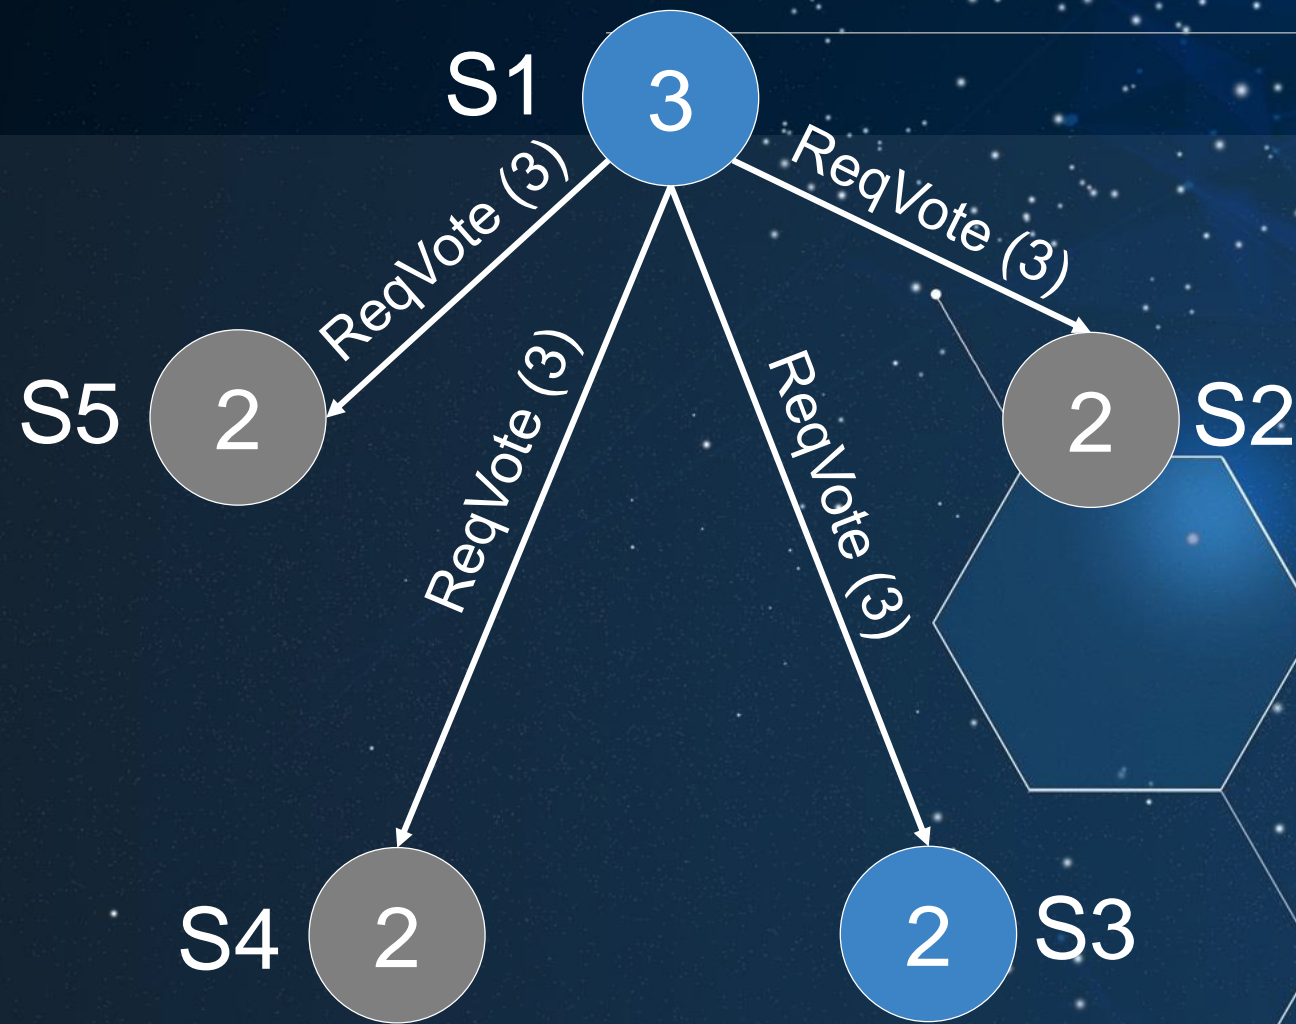 S1
3
ReqVote (3)
ReqVote (3)
ReqVote (3)
ReqVote (3)
S5
2
2
S2
S4
2
2
S3